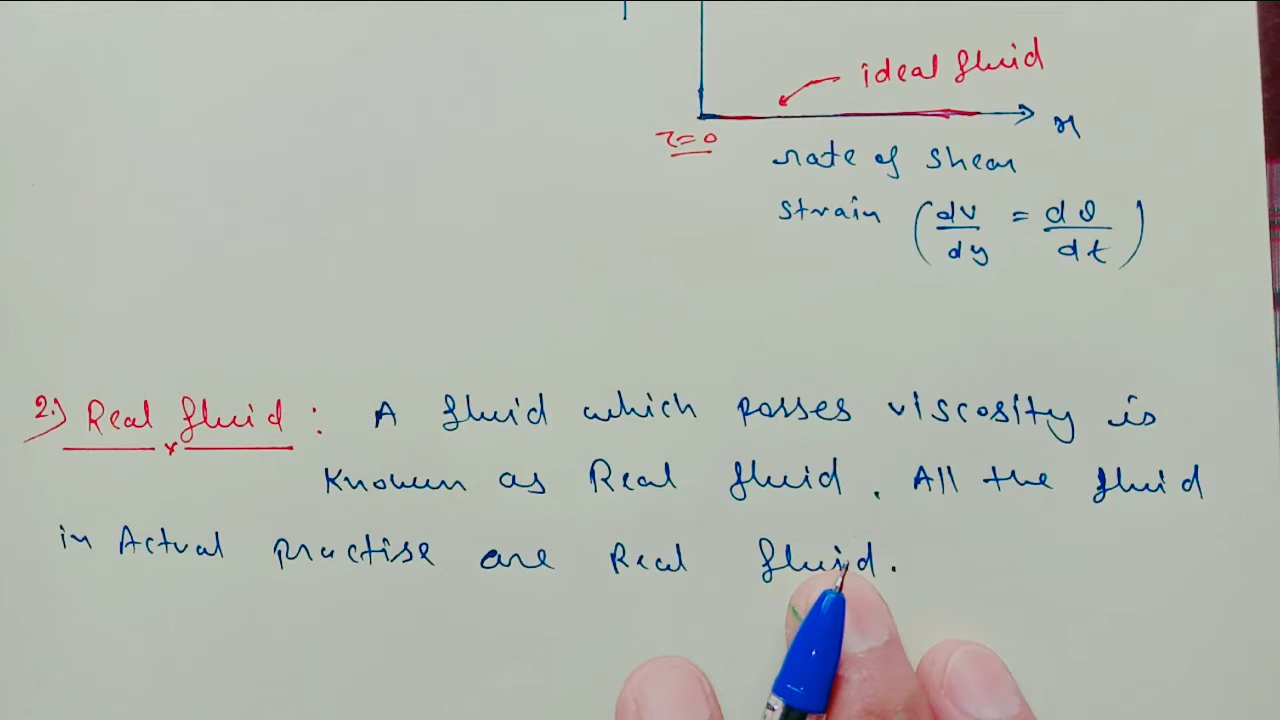 ideal fluid
x
τ=0
rate of shear
strain (dv/dy = dθ/dt)
2.) Real fluid : A fluid which posses viscosity is
known as Real fluid. All the fluid
in Actual practise are Real fluid.